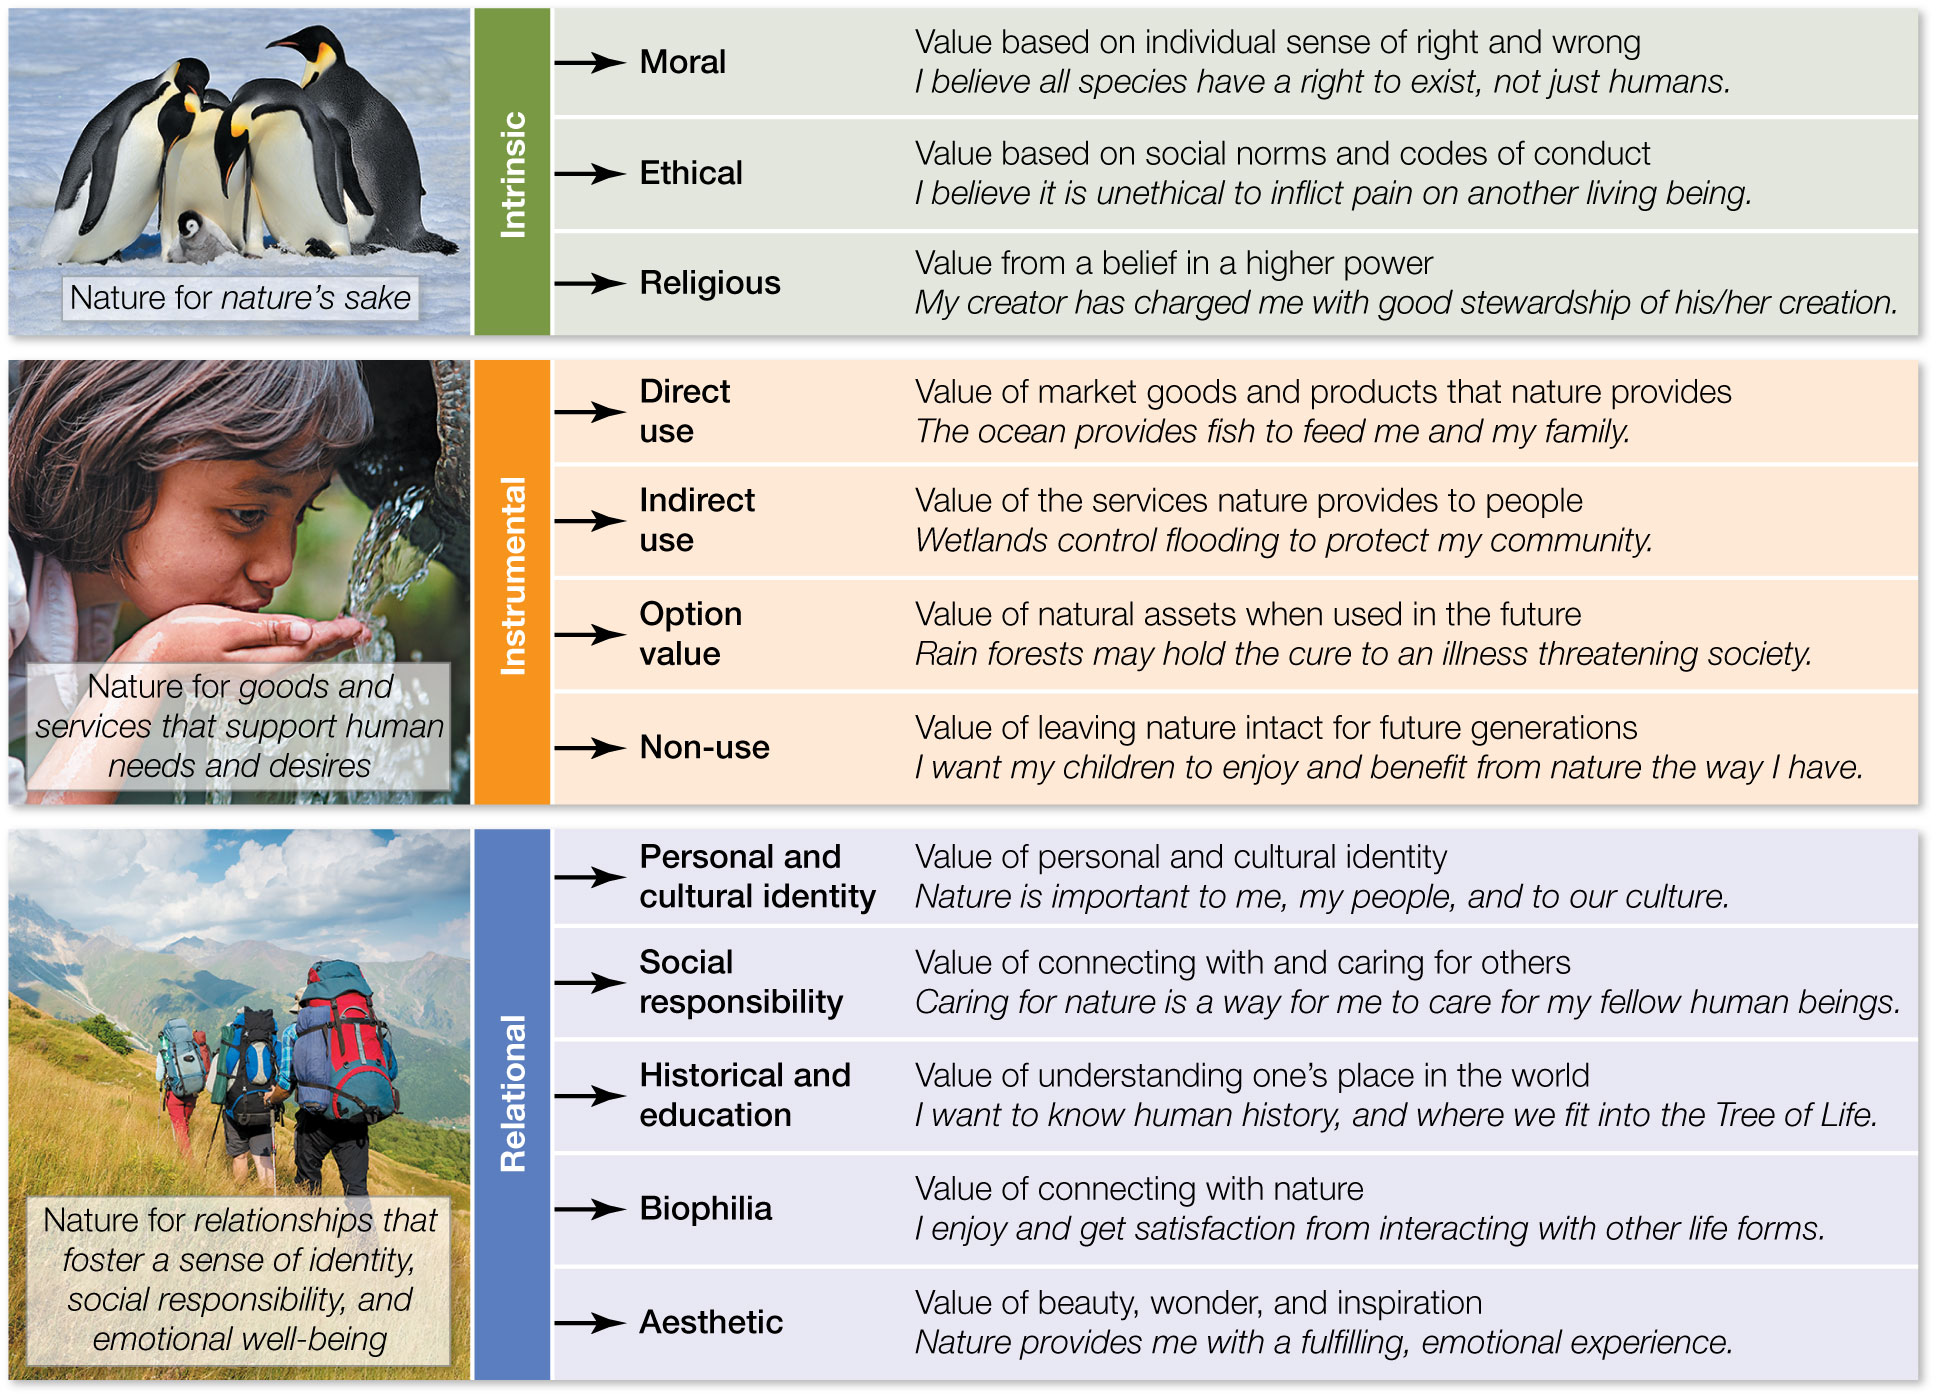 Nature for nature's sake
Intrinsic
Moral
Value based on individual sense of right and wrong
I believe all species have a right to exist, not just humans.
Ethical
Value based on social norms and codes of conduct
I believe it is unethical to inflict pain on another living being.
Religious
Value from a belief in a higher power
My creator has charged me with good stewardship of his/her creation.
Nature for goods and
services that support human
needs and desires
Instrumental
Direct
use
Value of market goods and products that nature provides
The ocean provides fish to feed me and my family.
Indirect
use
Value of the services nature provides to people
Wetlands control flooding to protect my community.
Option
value
Value of natural assets when used in the future
Rain forests may hold the cure to an illness threatening society.
Non-use
Value of leaving nature intact for future generations
I want my children to enjoy and benefit from nature the way I have.
Nature for relationships that
foster a sense of identity,
social responsibility, and
emotional well-being
Relational
Personal and
cultural identity
Value of personal and cultural identity
Nature is important to me, my people, and to our culture.
Social
responsibility
Value of connecting with and caring for others
Caring for nature is a way for me to care for my fellow human beings.
Historical and
education
Value of understanding one's place in the world
I want to know human history, and where we fit into the Tree of Life.
Biophilia
Value of connecting with nature
I enjoy and get satisfaction from interacting with other life forms.
Aesthetic
Value of beauty, wonder, and inspiration
Nature provides me with a fulfilling, emotional experience.